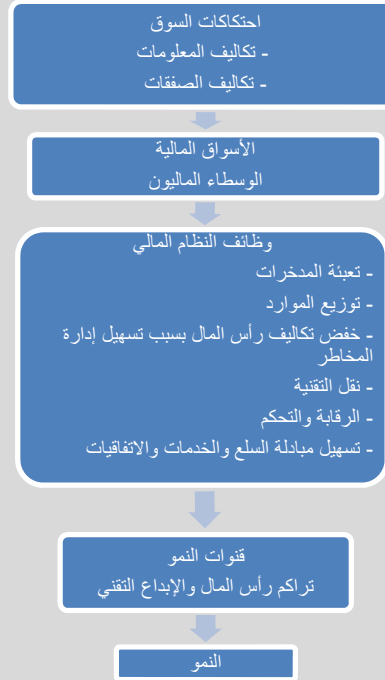 احتكاكات السوق
- تكاليف المعلومات
- تكاليف الصفقات
الأسواق المالية
الوسطاء الماليون
وظائف النظام المالي
- تعبئة المدخرات
- توزيع الموارد
- خفض تكاليف رأس المال بسبب تسهيل إدارة
المخاطر
- نقل التقنية
- الرقابة والتحكم
- تسهيل مبادلة السلع والخدمات والاتفاقيات
قنوات النمو
تراكم رأس المال والإبداع التقني
النمو